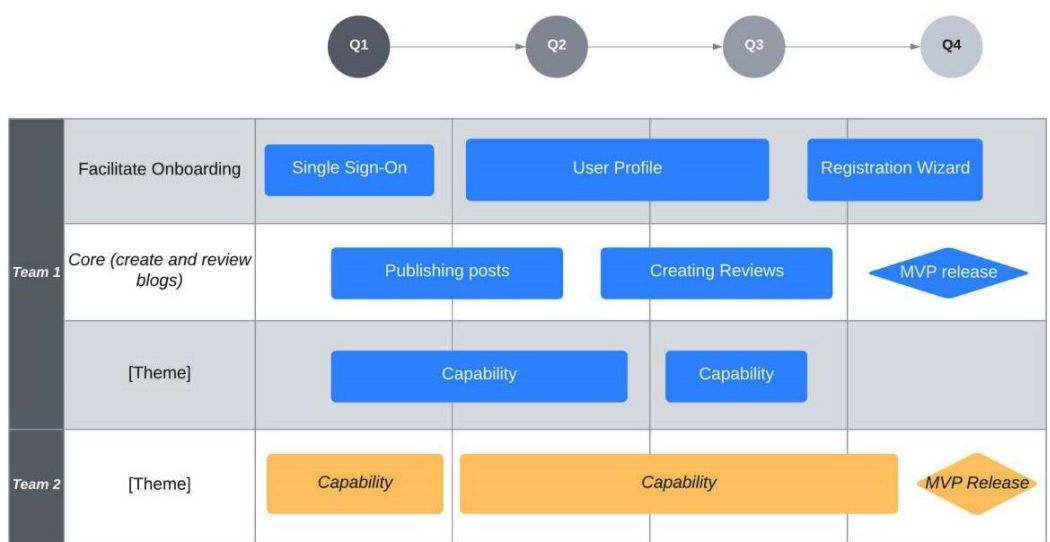 Q1
Q2
Q3
Q4
Team 1
Facilitate Onboarding
Single Sign-On
User Profile
Registration Wizard
Core (create and review
blogs)
Publishing posts
Creating Reviews
MVP release
[Theme]
Capability
Capability
Team 2
[Theme]
Capability
Capability
MVP Release